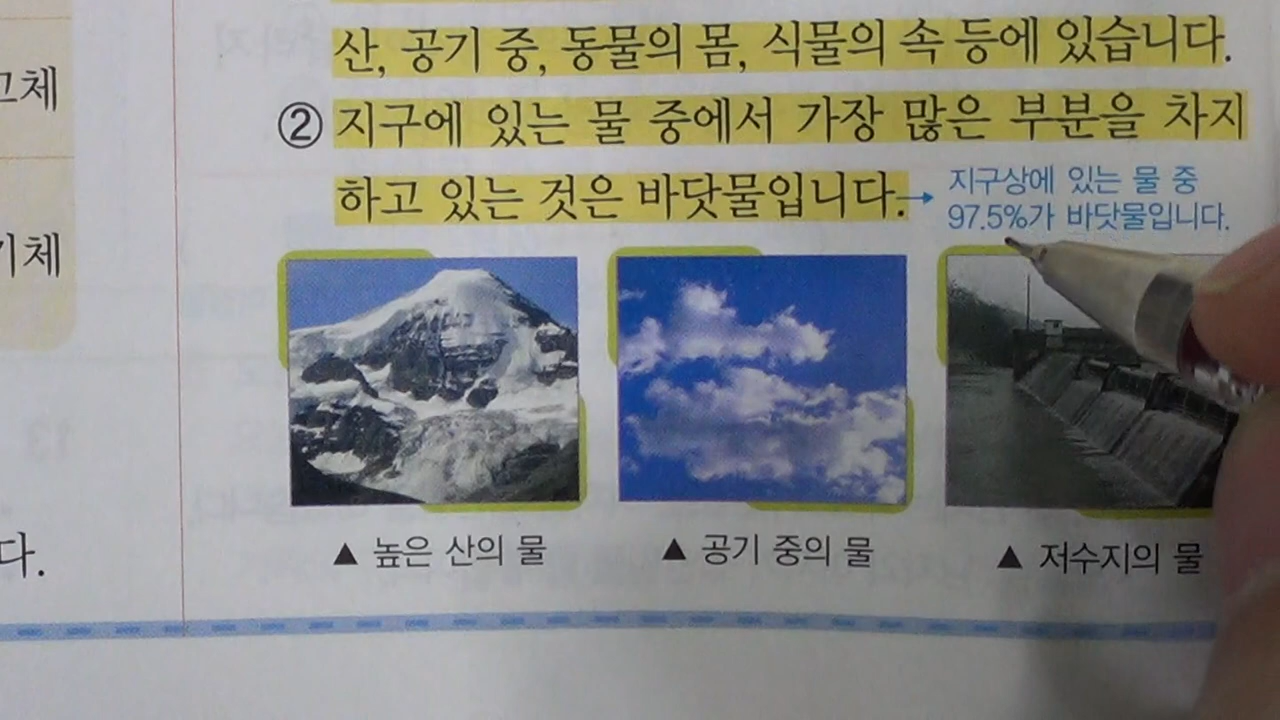 산, 공기 중, 동물의 몸, 식물의 속 등에 있습니다.
② 지구에 있는 물 중에서 가장 많은 부분을 차지
하고 있는 것은 바닷물입니다.→ 지구상에 있는 물 중
97.5%가 바닷물입니다.
▲ 높은 산의 물
▲ 공기 중의 물
▲ 저수지의 물
체
기체
다.